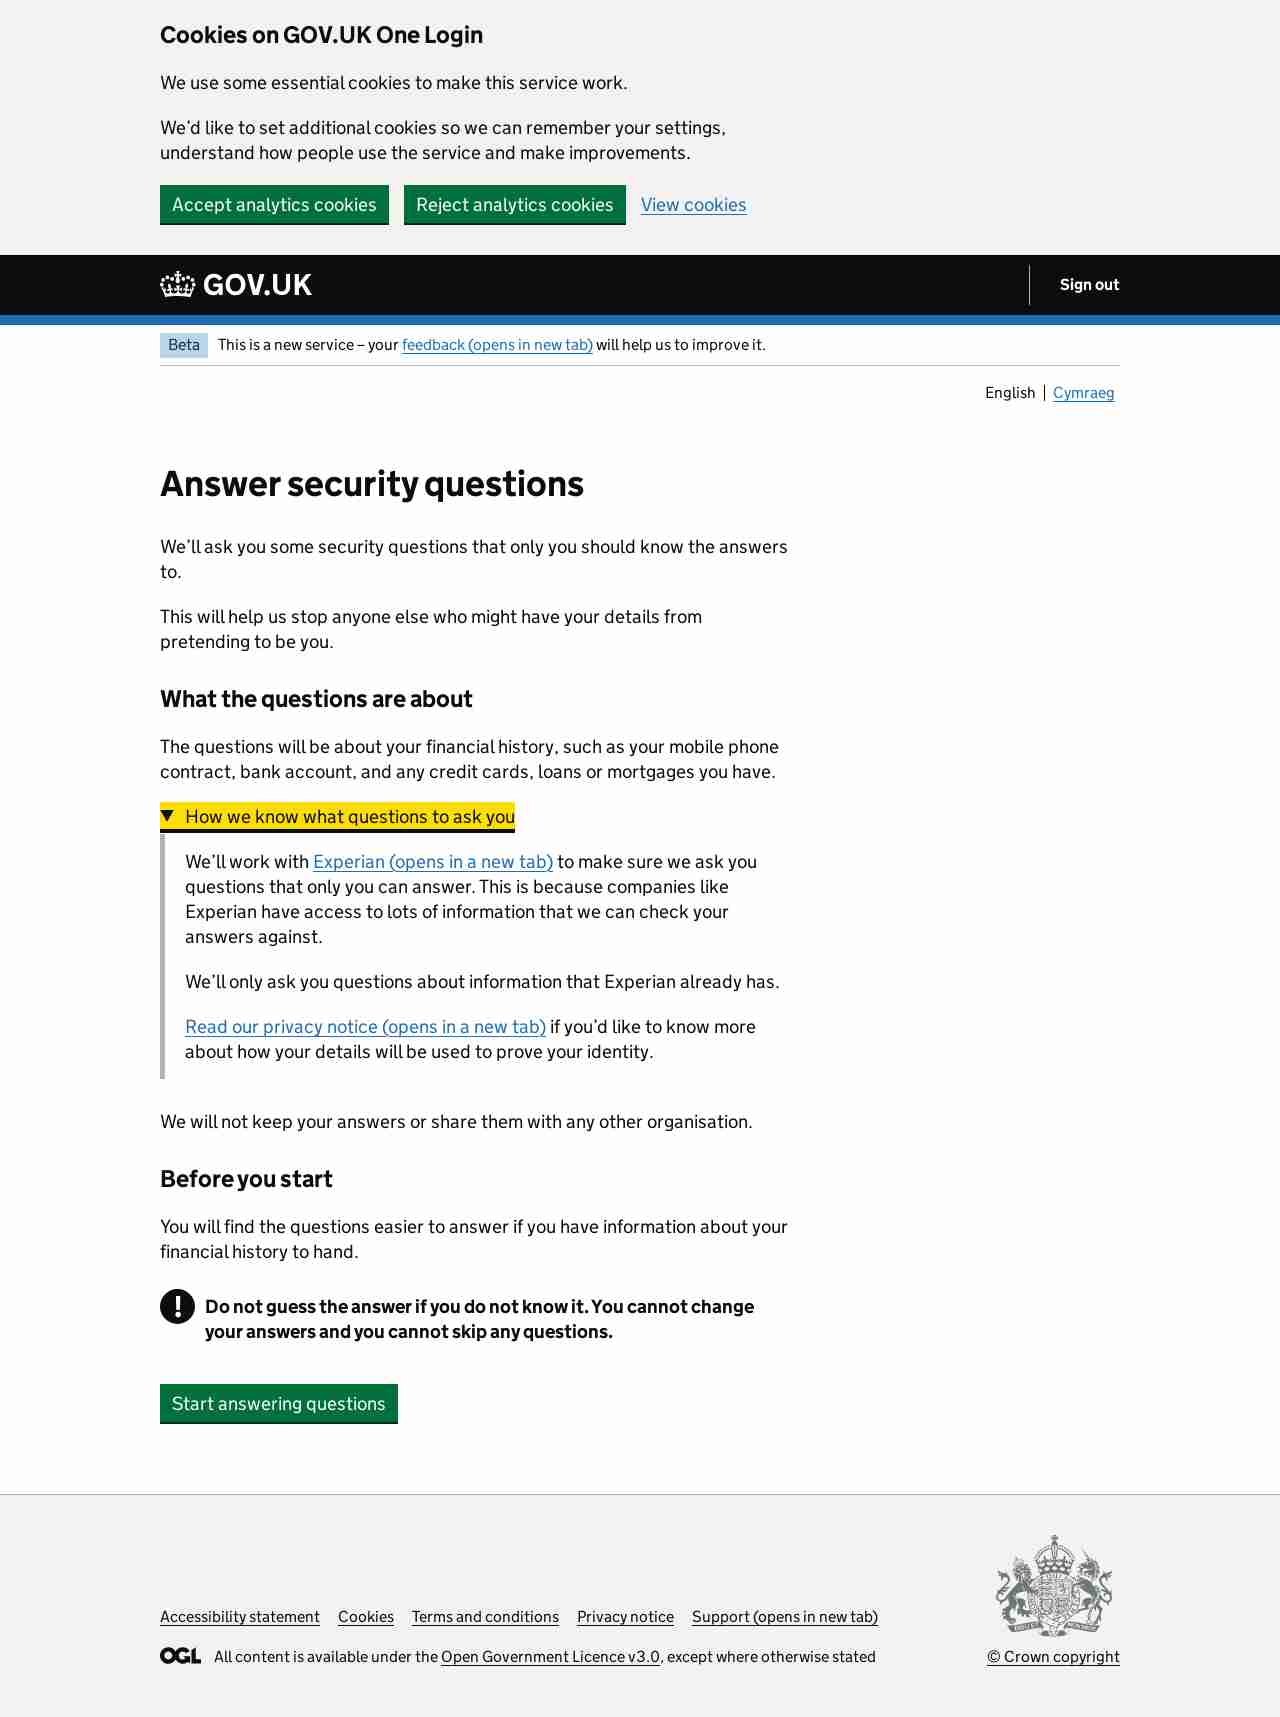 Cookies on GOV.UK One Login
We use some essential cookies to make this service work.
We’d like to set additional cookies so we can remember your settings,
understand how people use the service and make improvements.
Accept analytics cookies
Reject analytics cookies
View cookies
GOV.UK
Sign out
Beta
This is a new service – your feedback (opens in new tab) will help us to improve it.
English
Cymraeg
Answer security questions
We’ll ask you some security questions that only you should know the answers
to.
This will help us stop anyone else who might have your details from
pretending to be you.
What the questions are about
The questions will be about your financial history, such as your mobile phone
contract, bank account, and any credit cards, loans or mortgages you have.
How we know what questions to ask you
We’ll work with Experian (opens in a new tab) to make sure we ask you
questions that only you can answer. This is because companies like
Experian have access to lots of information that we can check your
answers against.
We’ll only ask you questions about information that Experian already has.
Read our privacy notice (opens in a new tab) if you’d like to know more
about how your details will be used to prove your identity.
We will not keep your answers or share them with any other organisation.
Before you start
You will find the questions easier to answer if you have information about your
financial history to hand.
! Do not guess the answer if you do not know it. You cannot change
your answers and you cannot skip any questions.
Start answering questions
Accessibility statement
Cookies
Terms and conditions
Privacy notice
Support (opens in new tab)
OGL
All content is available under the Open Government Licence v3.0, except where otherwise stated
© Crown copyright